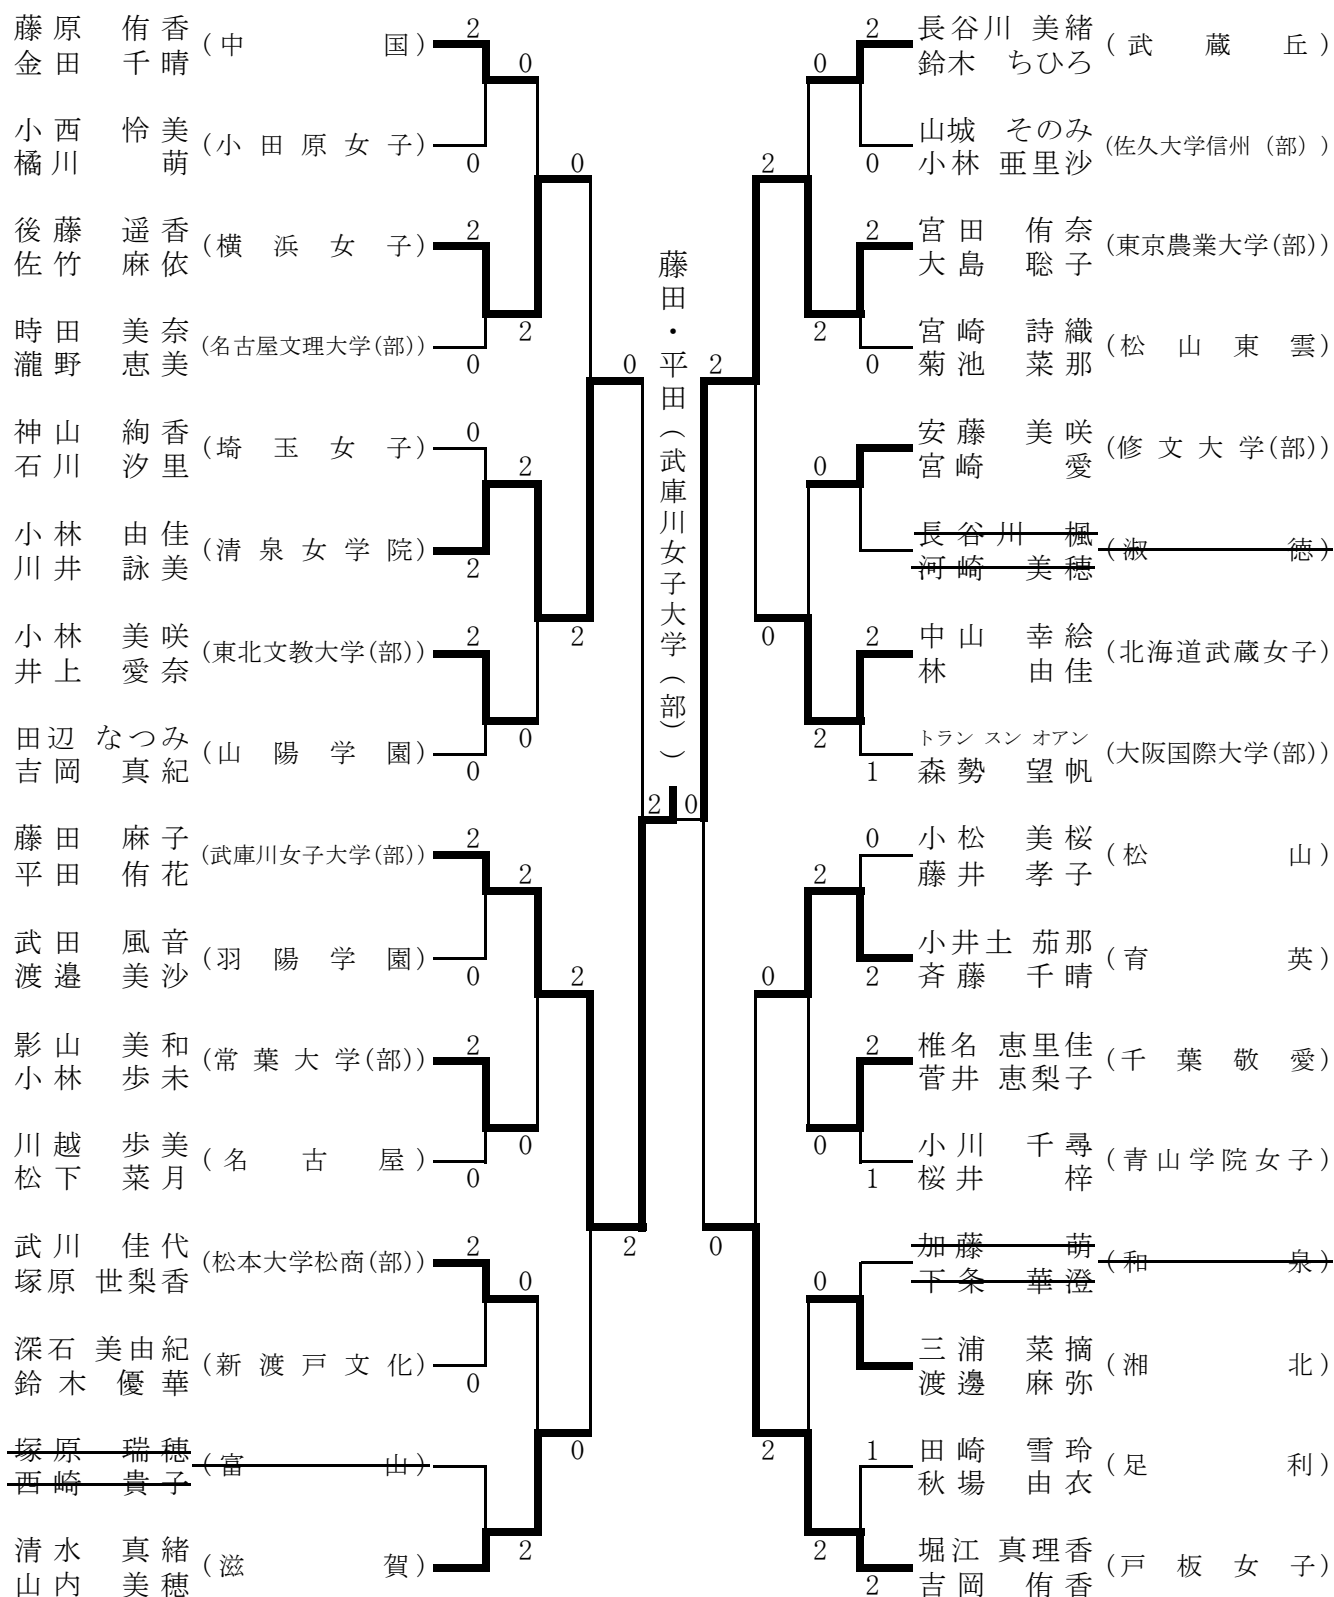 藤原 侑香
金田 千晴
(中国)
2
0
小西 怜美
橘川 萌
(小田原女子)
0
0
後藤 遥香
佐竹 麻依
(横浜女子)
2
時田 美奈
瀧野 恵美
(名古屋文理大学(部))
2
0
0
神山 絢香
石川 汐里
(埼玉女子)
0
2
小林 由佳
川井 詠美
(清泉女学院)
2
小林 美咲
井上 愛奈
(東北文教大学(部))
2
2
田辺 なつみ
吉岡 真紀
(山陽学園)
0
0
藤田 麻子
平田 侑花
(武庫川女子大学(部))
2
2
武田 風音
渡邉 美沙
(羽陽学園)
0
2
影山 美和
小林 歩未
(常葉大学(部))
2
川越 歩美
松下 菜月
(名古屋)
0
0
武川 佳代
塚原 世梨香
(松本大学松商(部))
2
2
0
深石 美由紀
鈴木 優華
(新渡戸文化)
0
塚原 瑞穂
西崎 貴子
(富山)
0
清水 真緒
山内 美穂
(滋賀)
2
藤田・平田(武庫川女子大学(部))
2 0
長谷川 美緒
鈴木 ちひろ
(武蔵丘)
2
0
山城 そのみ
小林 亜里沙
(佐久大学信州(部))
0
2
宮田 侑奈
大島 聡子
(東京農業大学(部))
2
宮崎 詩織
菊池 菜那
(松山東雲)
2
0
2
安藤 美咲
宮崎 愛
(修文大学(部))
0
長谷川 楓
河崎 美穂
(淑徳)
中山 幸絵
林 由佳
(北海道武蔵女子)
2
0
トラン スン オアン
森勢 望帆
(大阪国際大学(部))
2
1
小松 美桜
藤井 孝子
(松山)
0
2
小井土 茄那
斉藤 千晴
(育英)
2
0
椎名 恵里佳
菅井 恵梨子
(千葉敬愛)
2
小川 千尋
桜井 梓
(青山学院女子)
0
1
加藤 萌
下条 華澄
(和泉)
0
0
三浦 菜摘
渡邊 麻弥
(湘北)
田崎 雪玲
秋場 由衣
(足利)
1
2
堀江 真理香
吉岡 侑香
(戸板女子)
2
2